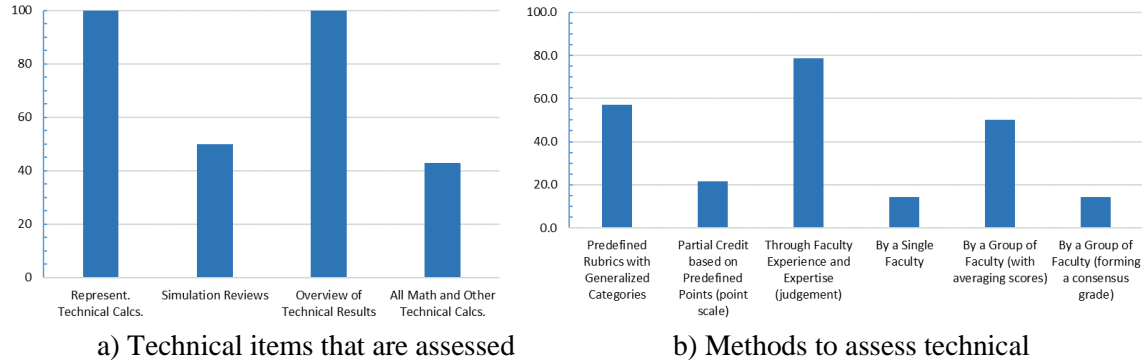 100
80
60
40
20
0
Represent.
Technical Calcs.
Simulation Reviews
Overview of
Technical Results
All Math and Other
Technical Calcs.
a) Technical items that are assessed
100.0
80.0
60.0
40.0
20.0
0.0
Predefined
Rubrics with
Generalized
Categories
Partial Credit
based on
Predefined
Points (point
scale)
Through Faculty
Experience and
Expertise
(judgement)
By a Single
Faculty
By a Group of
Faculty (with
averaging scores)
By a Group of
Faculty (forming
a consensus
grade)
b) Methods to assess technical